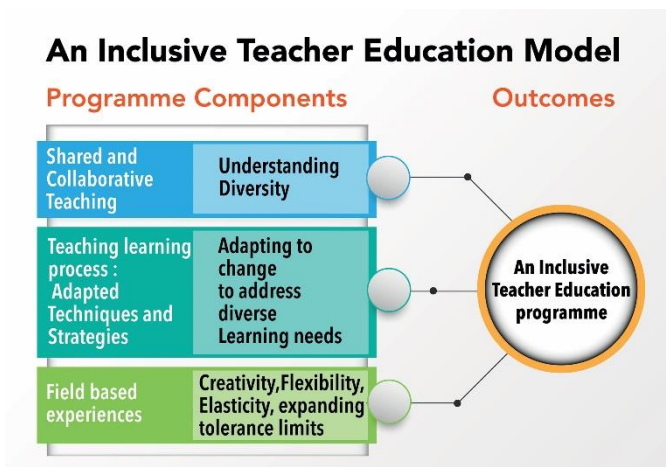 An Inclusive Teacher Education Model
Programme Components
Outcomes
Shared and
Collaborative
Teaching
Understanding
Diversity
Teaching learning
process :
Adapted
Techniques and
Strategies
Adapting to
change
to address
diverse
Learning needs
Field based
experiences
Creativity,Flexibility,
Elasticity, expanding
tolerance limits
An Inclusive
Teacher Education
programme